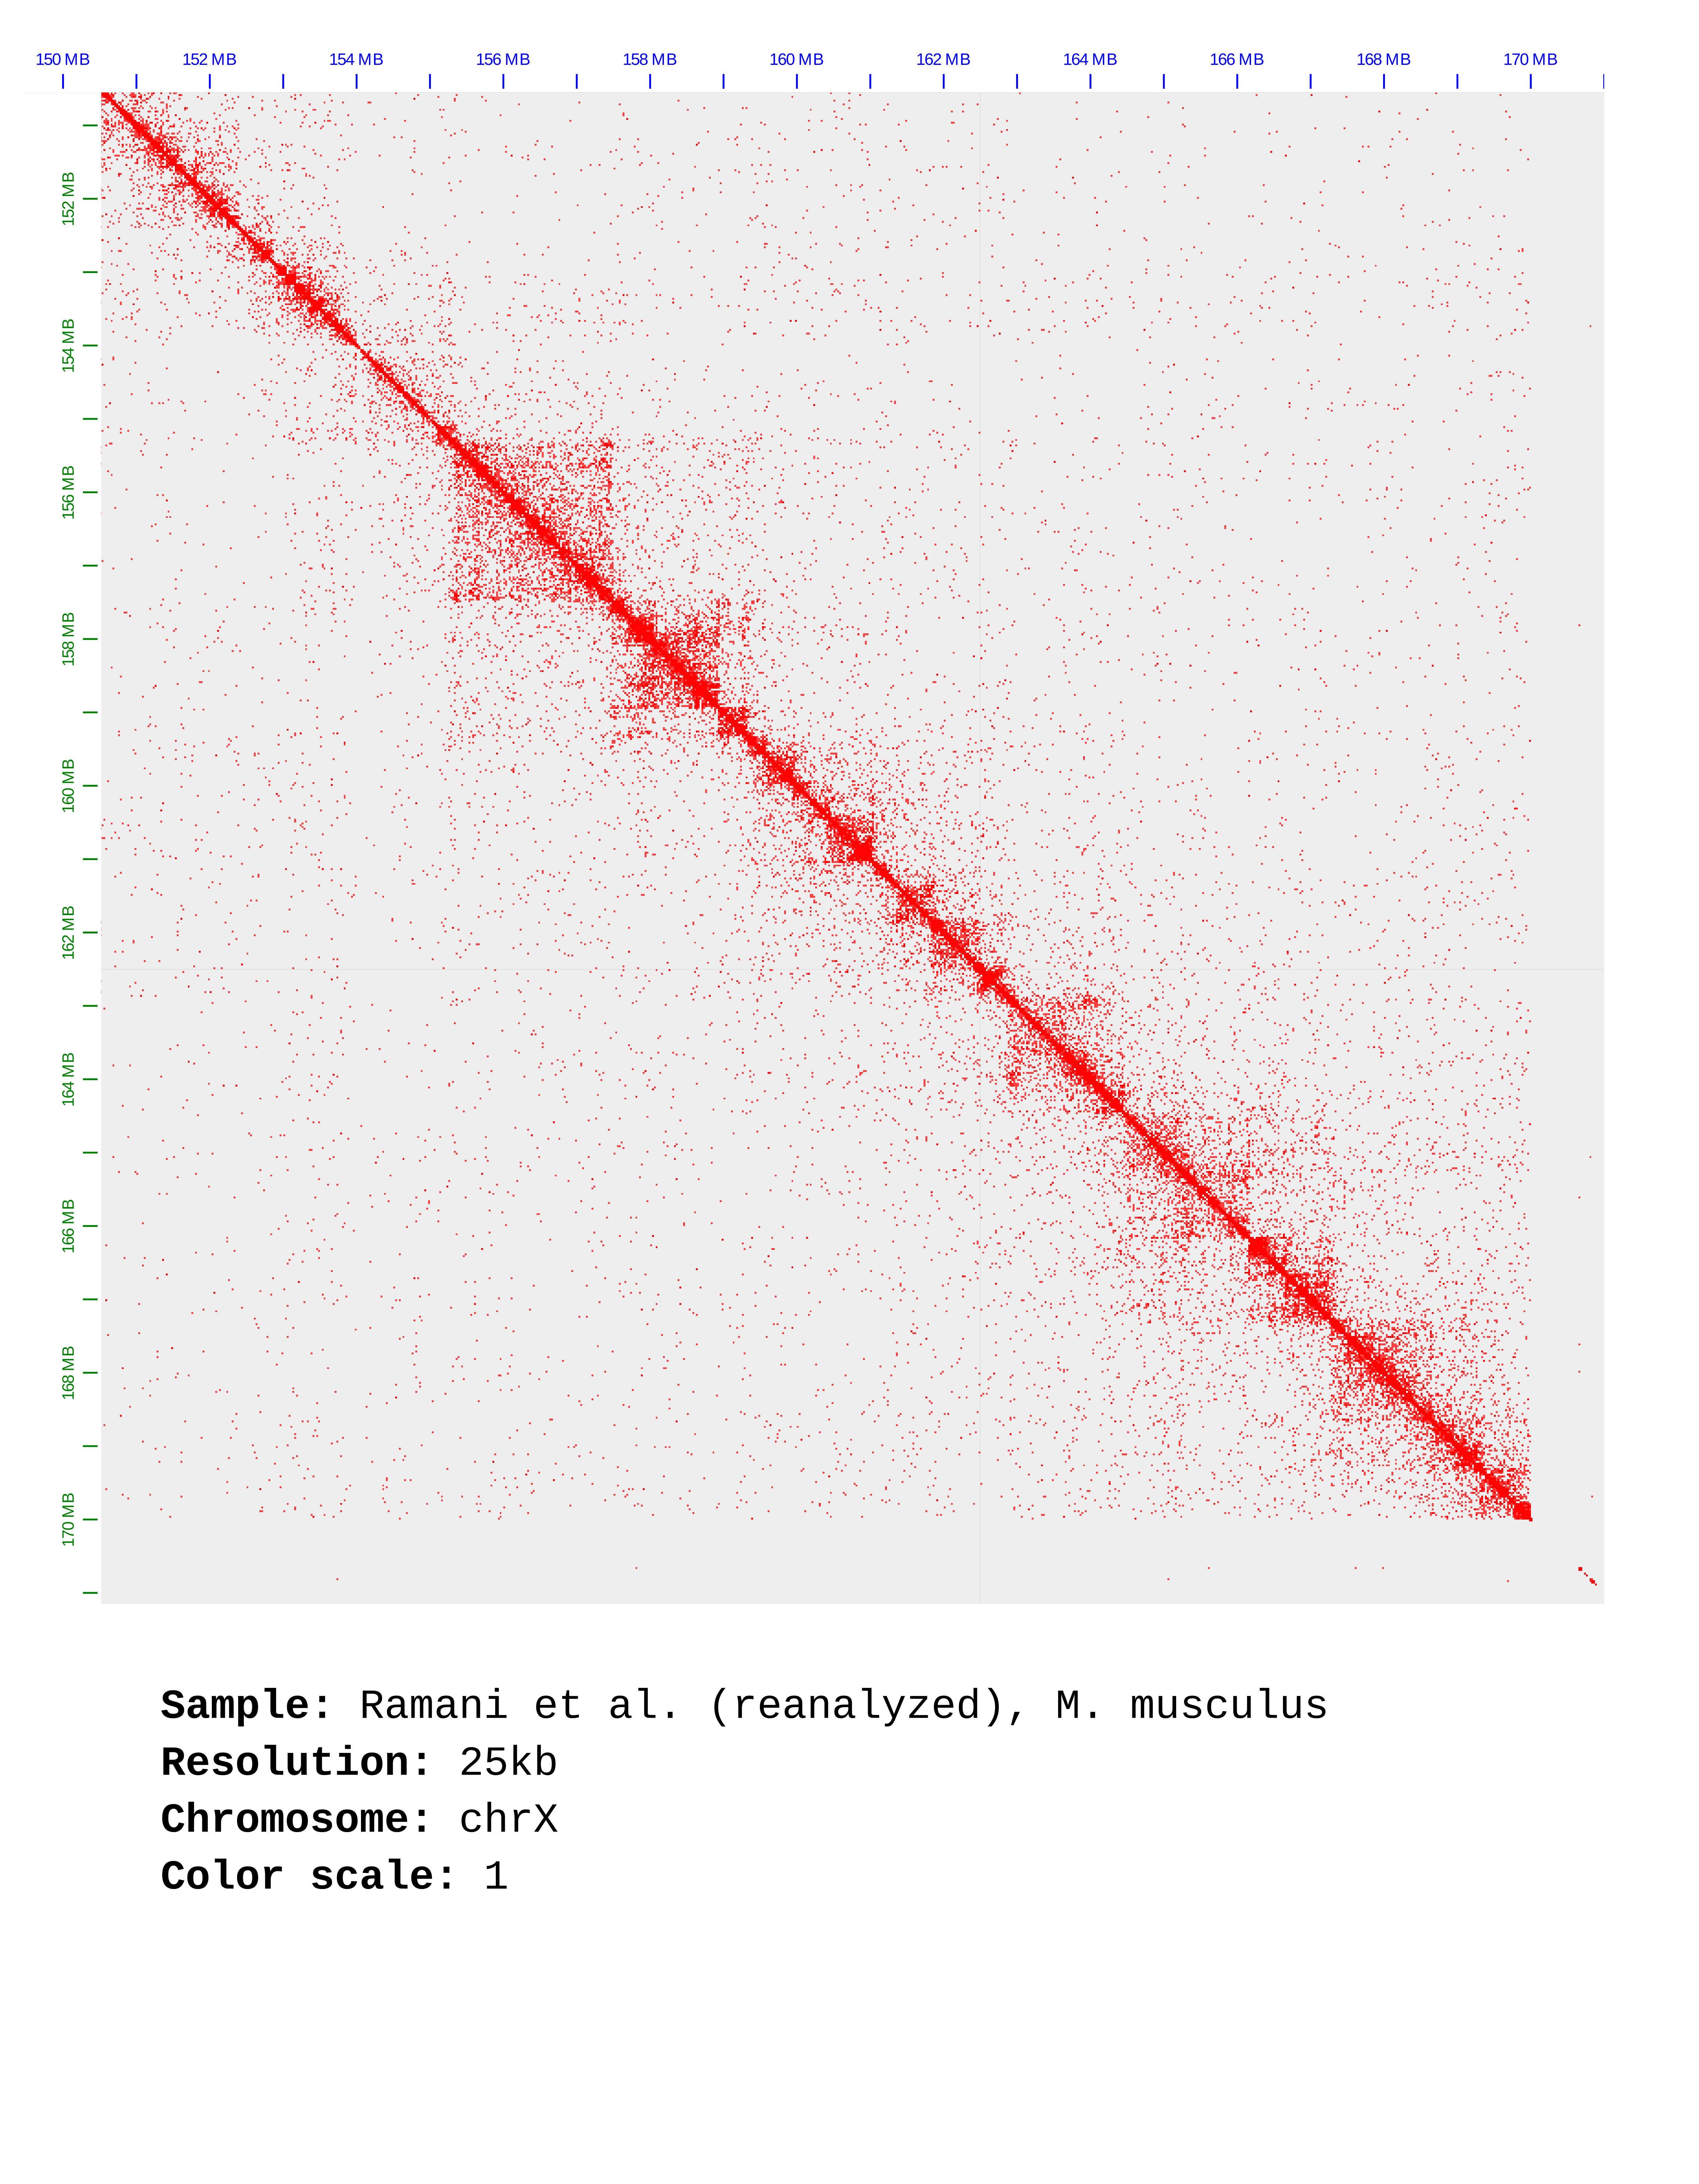 150 MB 152 MB 154 MB 156 MB 158 MB 160 MB 162 MB 164 MB 166 MB 168 MB 170 MB
152 MB
154 MB
156 MB
158 MB
160 MB
162 MB
164 MB
166 MB
168 MB
170 MB
Sample: Ramani et al. (reanalyzed), M. musculus
Resolution: 25kb
Chromosome: chrX
Color scale: 1